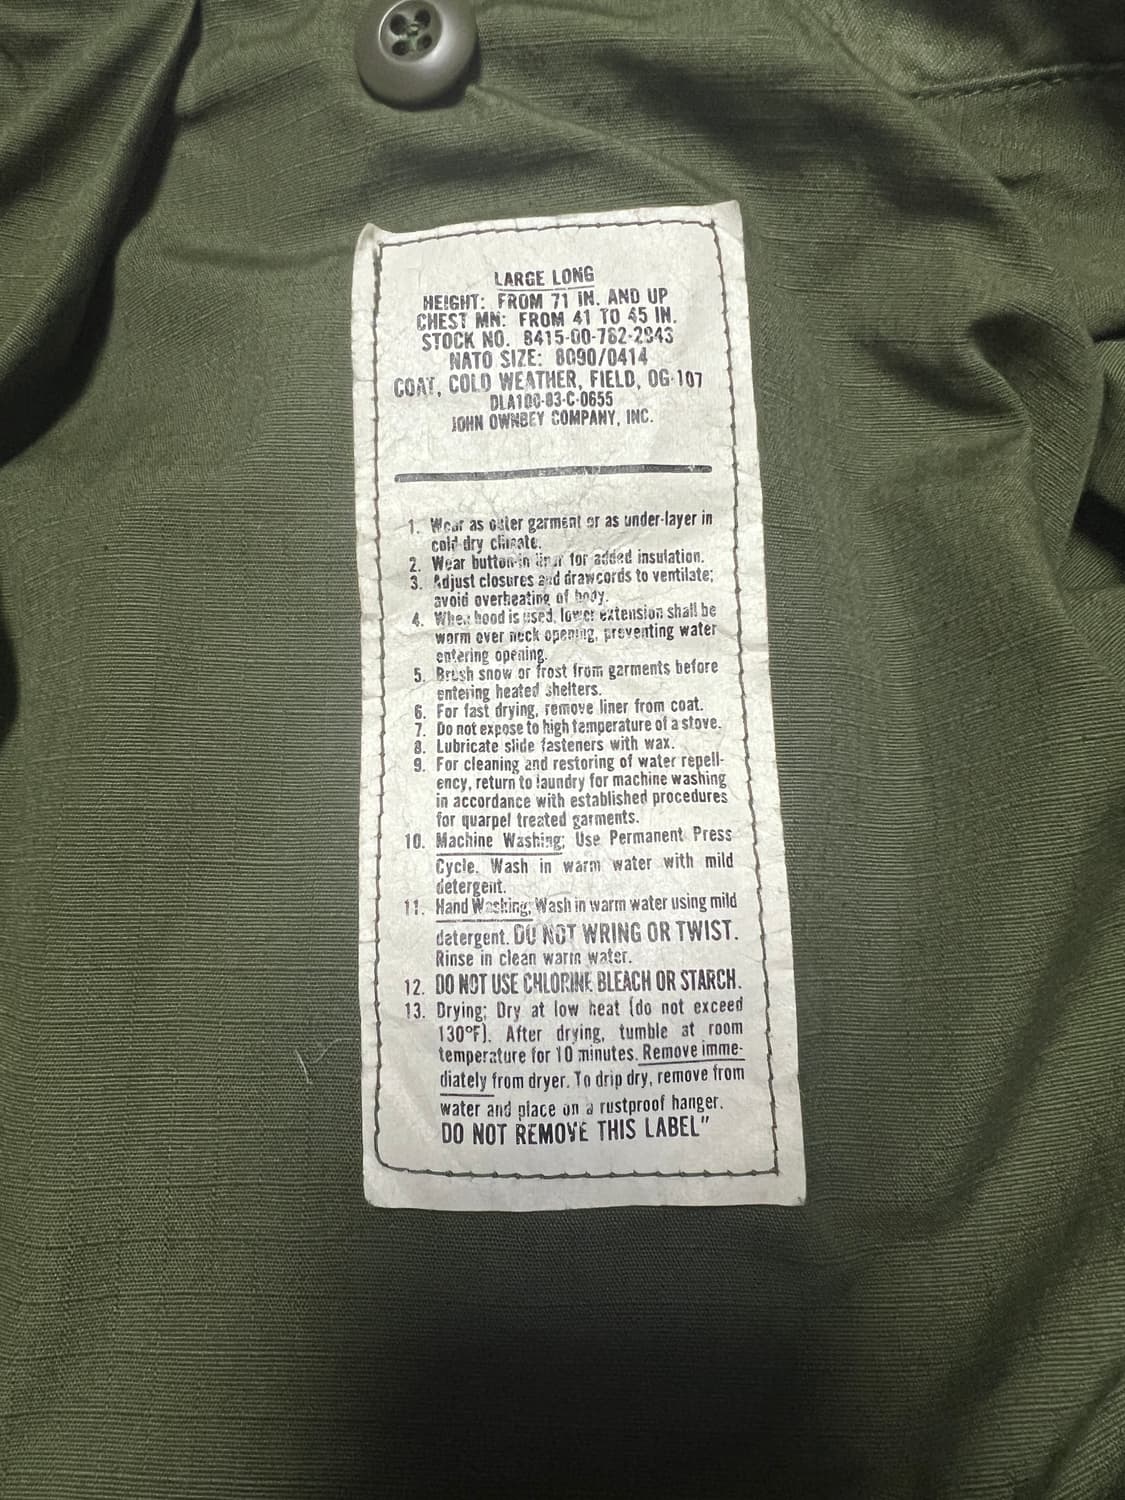 LARGE LONG
HEIGHT: FROM 71 IN. AND UP
CHEST MN: FROM 41 TO 45 IN.
STOCK NO. 8415-00-782-2943
NATO SIZE: 8090/0414
COAT, COLD WEATHER, FIELD, OG-107
DLA100-83-C-0655
JOHN OWNBEY COMPANY, INC.
1. Wear as outer garment or as under-layer in
cold-dry climate.
2. Wear button-in liner for added insulation.
3. Adjust closures and drawcords to ventilate;
avoid overheating of body.
4. When hood is used, lower extension shall be
worm over neck opening, preventing water
entering opening.
5. Brush snow or frost from garments before
entering heated shelters.
6. For fast drying, remove liner from coat.
7. Do not expose to high temperature of a stove.
8. Lubricate slide fasteners with wax.
9. For cleaning and restoring of water repell-
ency, return to laundry for machine washing
in accordance with established procedures
for quarpel treated garments.
10. Machine Washing; Use Permanent Press
Cycle. Wash in warm water with mild
detergent.
11. Hand Washing; Wash in warm water using mild
detergent. DO NOT WRING OR TWIST.
Rinse in clean warm water.
12. DO NOT USE CHLORINE BLEACH OR STARCH.
13. Drying; Dry at low heat (do not exceed
130°F). After drying, tumble at room
temperature for 10 minutes. Remove imme-
diately from dryer. To drip dry, remove from
water and place on a rustproof hanger.
DO NOT REMOVE THIS LABEL"